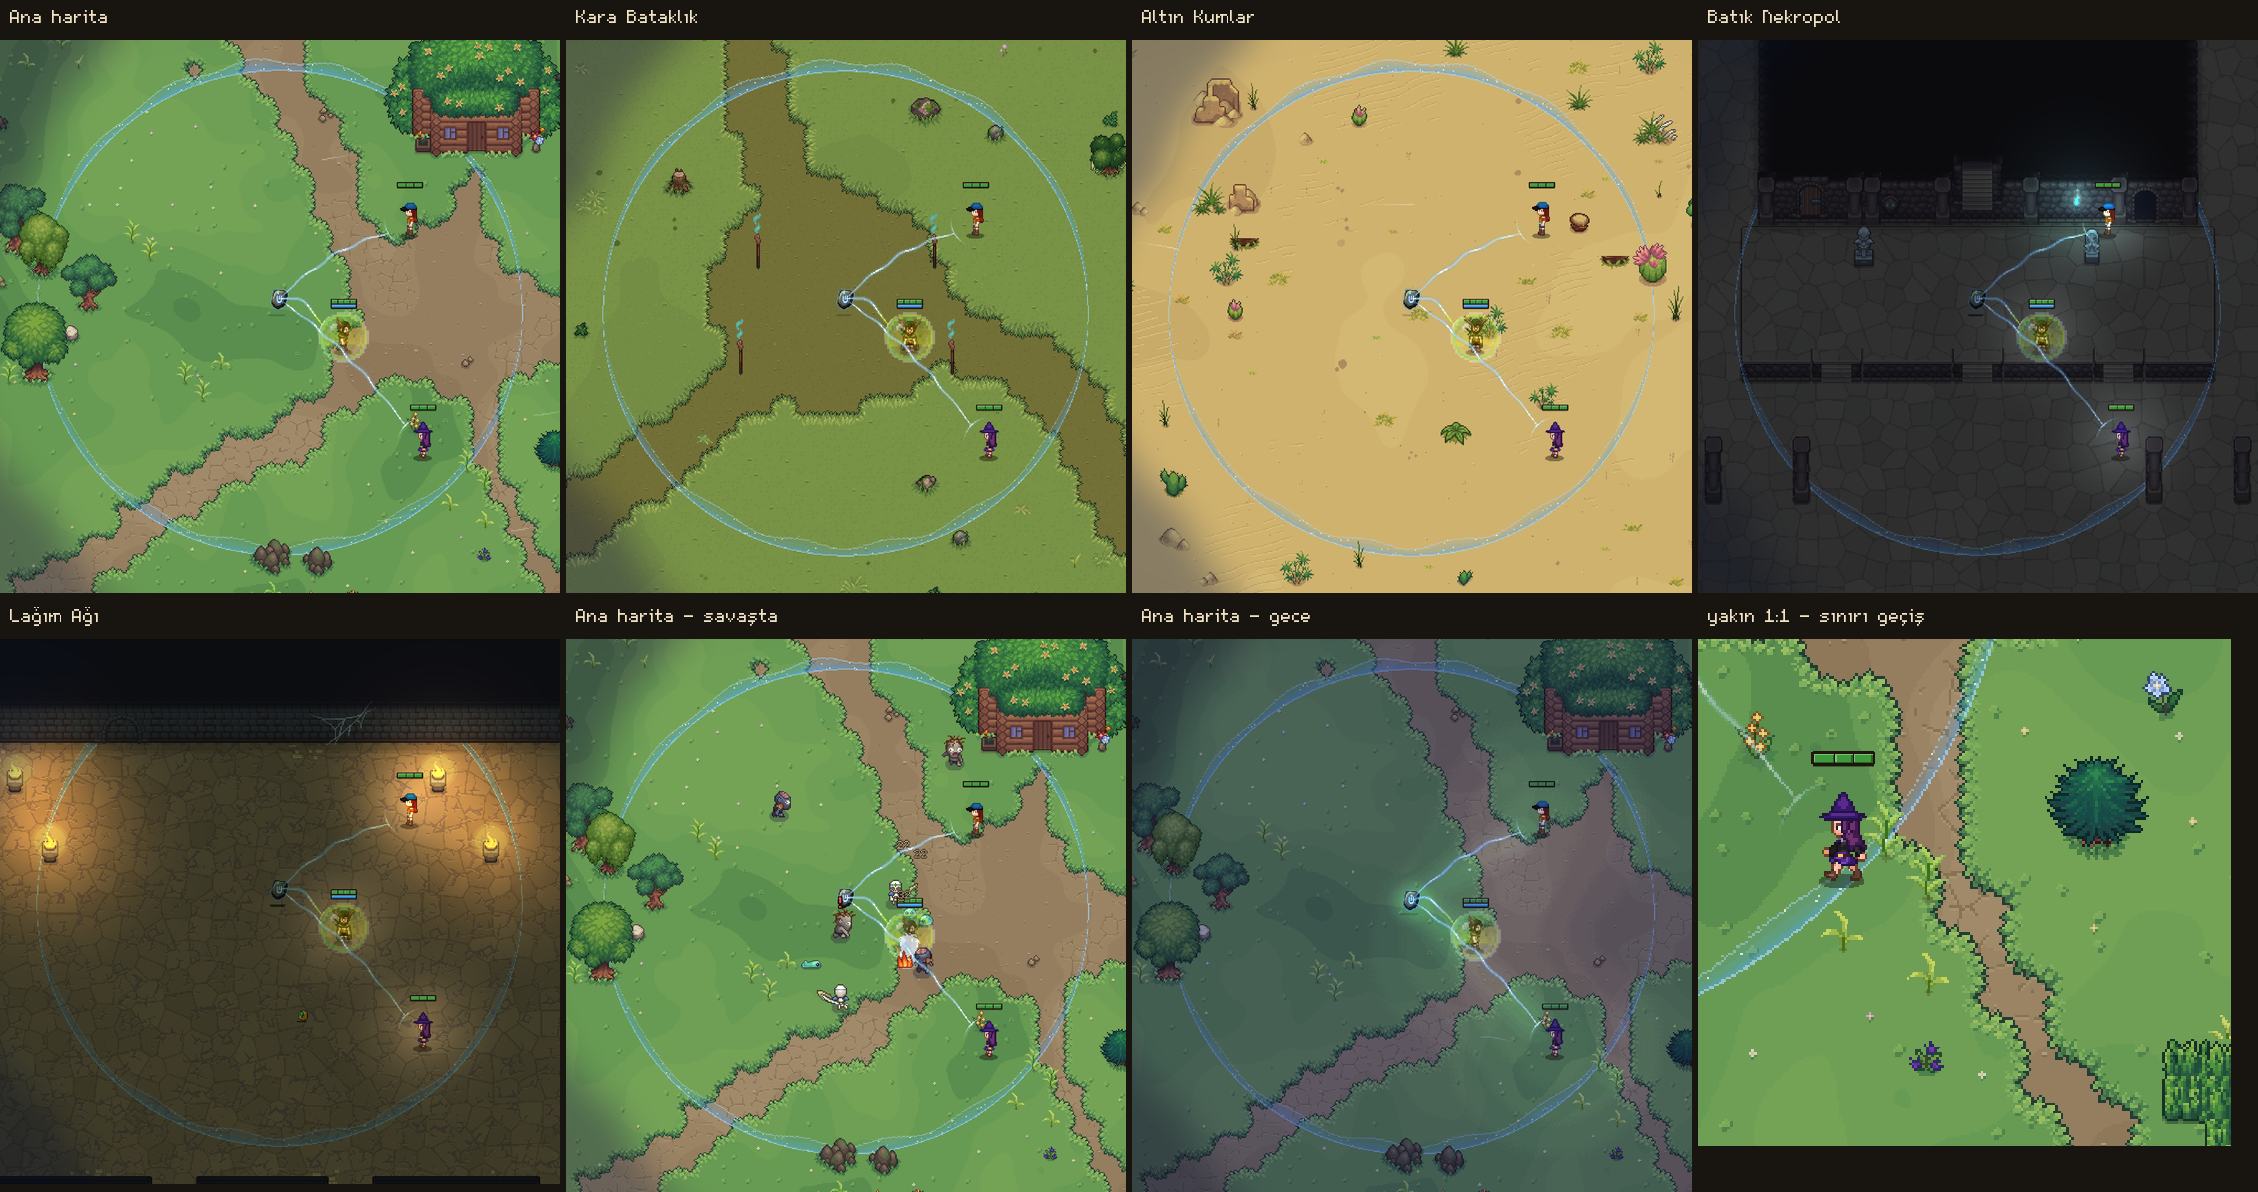 Ana harita
Kara Bataklık
Altın Kumlar
Batık Nekropol
Lağım Ağı
Ana harita - savaşta
Ana harita - gece
yakın 1:1 - sınırı geçiş